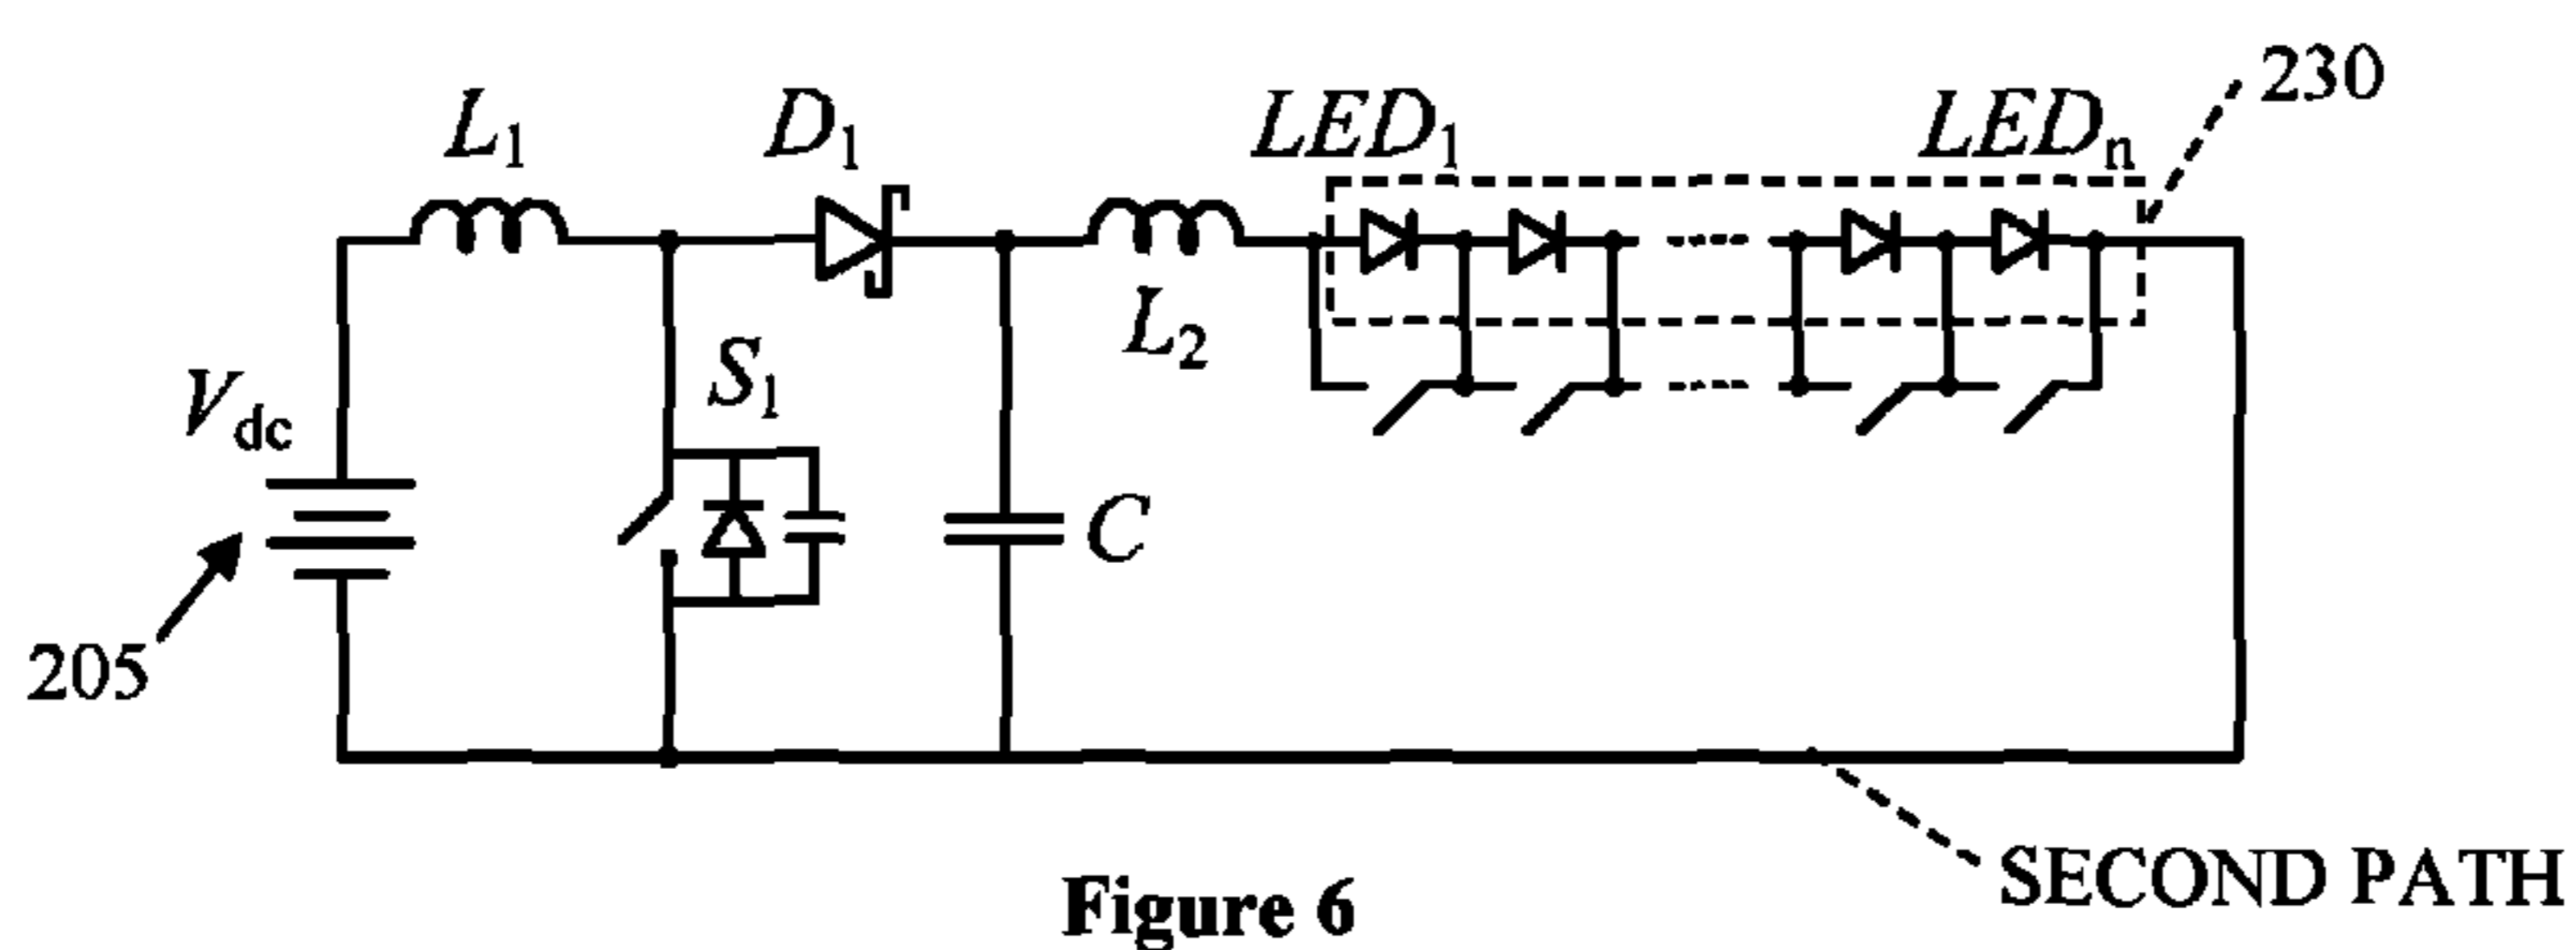 230
L1
D1
LED1
LEDn
L2
S1
Vdc
C
205
SECOND PATH
Figure 6